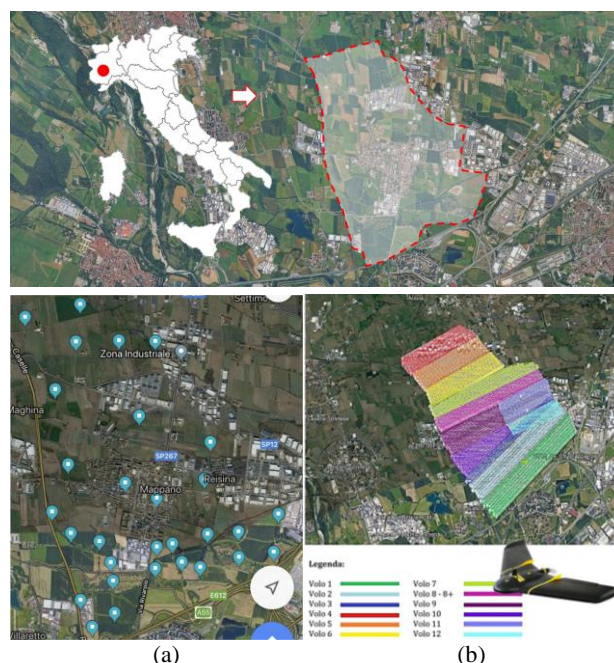 Settimo
Zona Industriale
Caselle
Maghina
SP12
SP267
Reisina
Mappano
E612
A55
Villaretto
Legenda:
Volo 1
Volo 2
Volo 3
Volo 4
Volo 5
Volo 6
Volo 7
Volo 8 - 8+
Volo 9
Volo 10
Volo 11
Volo 12
(a)
(b)